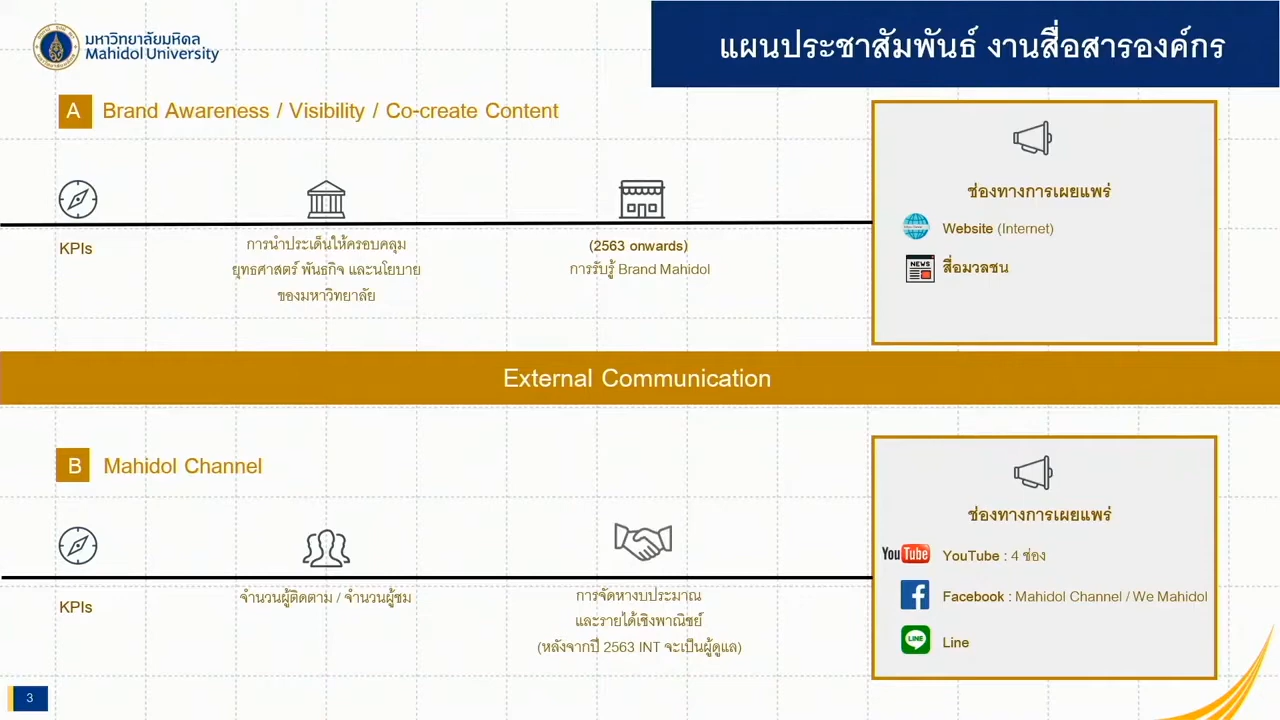 มหาวิทยาลัยมหิดล
Mahidol University
แผนประชาสัมพันธ์ งานสื่อสารองค์กร
A Brand Awareness / Visibility / Co-create Content
KPIs
การนำประเด็นให้ครอบคลุม
ยุทธศาสตร์ พันธกิจ และนโยบาย
ของมหาวิทยาลัย
(2563 onwards)
การรับรู้ Brand Mahidol
ช่องทางการเผยแพร่
Website (Internet)
NEWS
สื่อมวลชน
External Communication
B Mahidol Channel
KPIs
จำนวนผู้ติดตาม / จำนวนผู้ชม
การจัดหางบประมาณ
และรายได้เชิงพาณิชย์
(หลังจากปี 2563 INT จะเป็นผู้ดูแล)
ช่องทางการเผยแพร่
YouTube YouTube : 4 ช่อง
Facebook : Mahidol Channel / We Mahidol
LINE Line
3